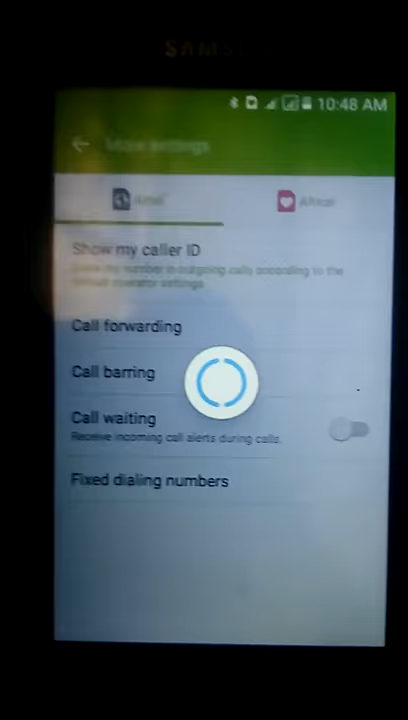 SAMSUNG
10:48 AM
More settings
Show my caller ID
Show my number in outgoing calls according to the
default operator settings.
Call forwarding
Call barring
Call waiting
Receive incoming call alerts during calls.
Fixed dialing numbers